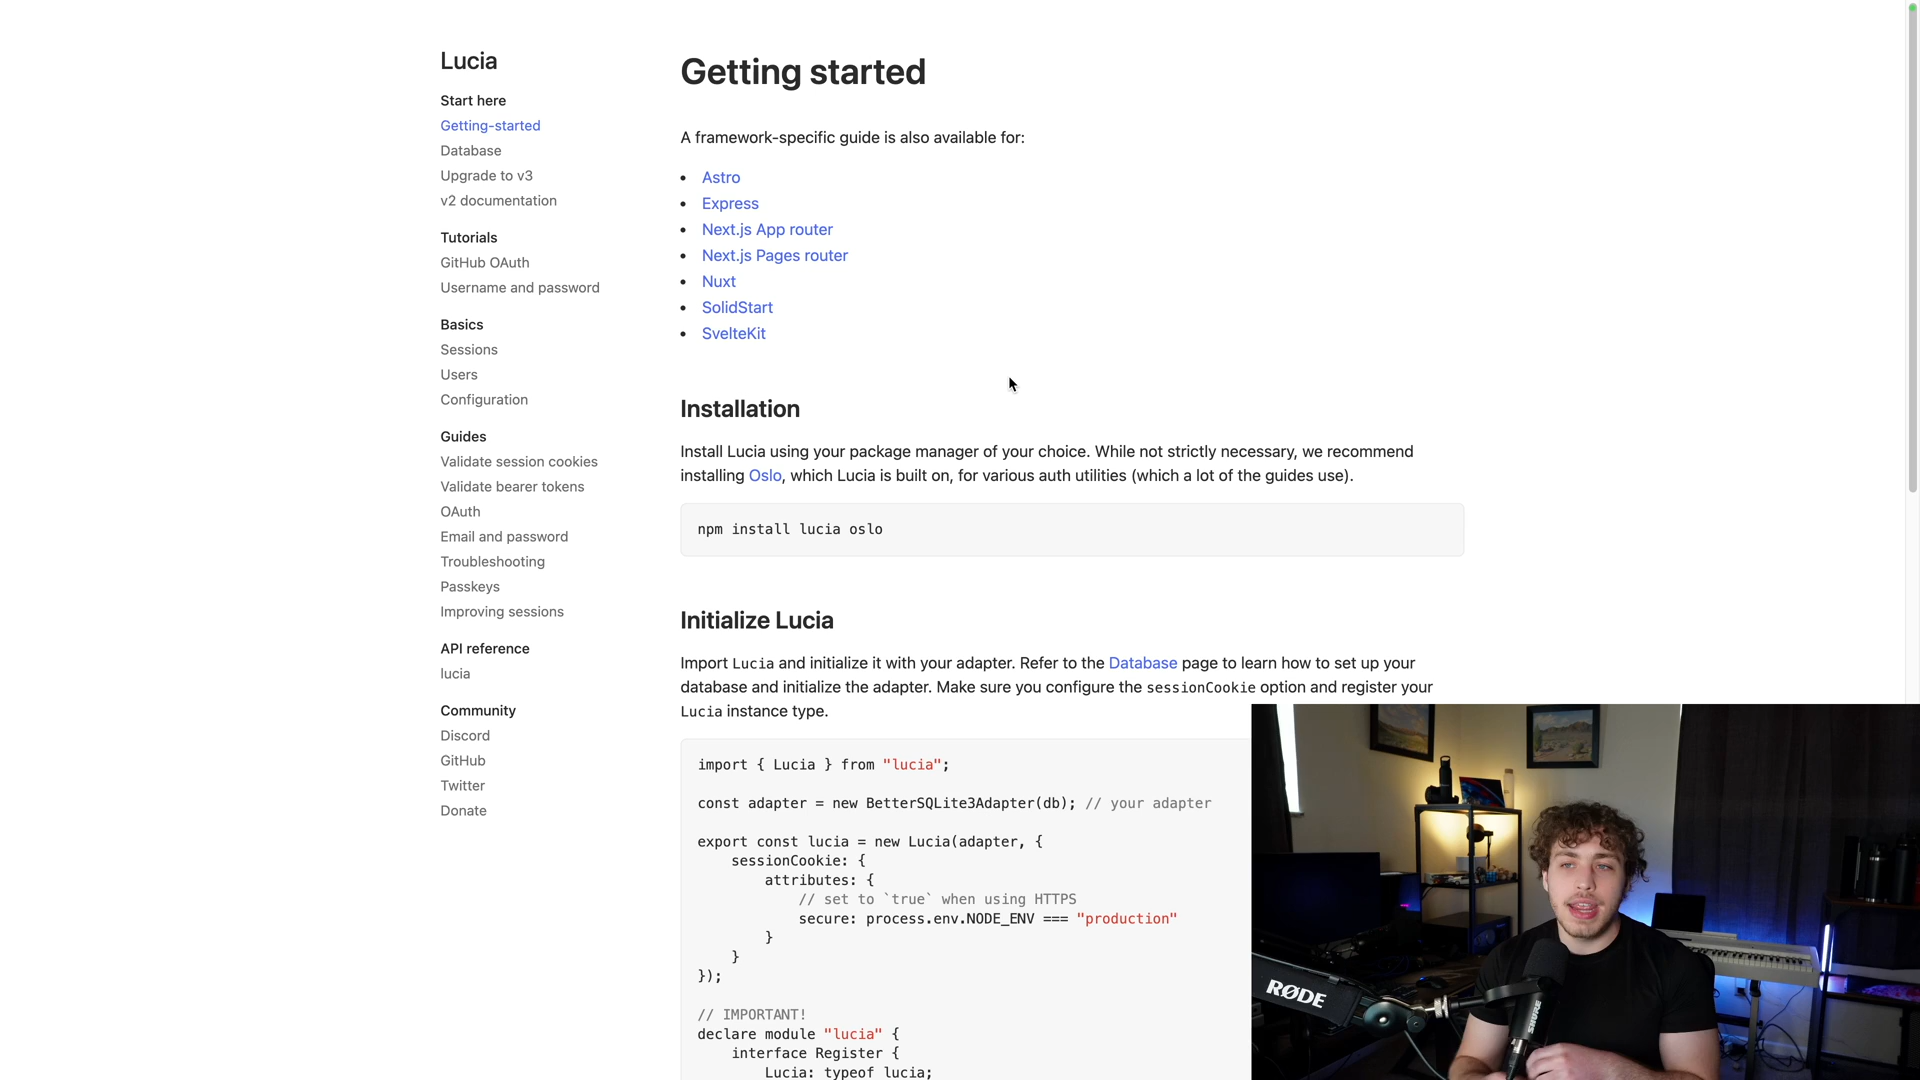 Lucia
Start here
Getting-started
Database
Upgrade to v3
v2 documentation
Tutorials
GitHub OAuth
Username and password
Basics
Sessions
Users
Configuration
Guides
Validate session cookies
Validate bearer tokens
OAuth
Email and password
Troubleshooting
Passkeys
Improving sessions
API reference
lucia
Community
Discord
GitHub
Twitter
Donate
Getting started
A framework-specific guide is also available for:
Astro
Express
Next.js App router
Next.js Pages router
Nuxt
SolidStart
SvelteKit
Installation
Install Lucia using your package manager of your choice. While not strictly necessary, we recommend
installing Oslo, which Lucia is built on, for various auth utilities (which a lot of the guides use).
npm install lucia oslo
Initialize Lucia
Import Lucia and initialize it with your adapter. Refer to the Database page to learn how to set up your
database and initialize the adapter. Make sure you configure the sessionCookie option and register your
Lucia instance type.
import { Lucia } from "lucia";
const adapter = new BetterSQLite3Adapter(db); // your adapter
export const lucia = new Lucia(adapter, {
sessionCookie: {
attributes: {
// set to `true` when using HTTPS
secure: process.env.NODE_ENV === "production"
}
}
});
// IMPORTANT!
declare module "lucia" {
interface Register {
Lucia: typeof lucia;
RØDE
SHURE